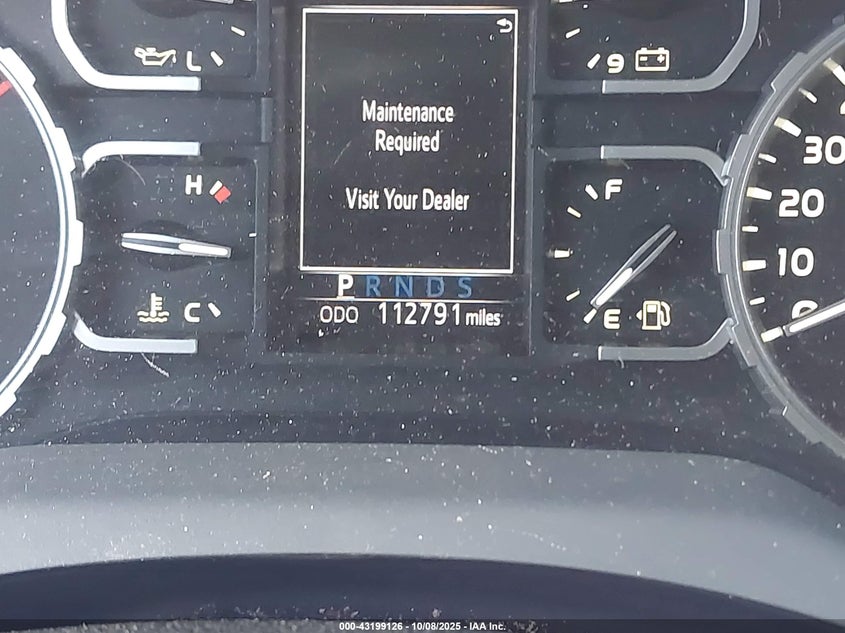 L
9
Maintenance
Required
Visit Your Dealer
H
C
F
E
30
20
10
P R N D S
ODO 112791 miles
000-43199126 - 10/08/2025 - IAA Inc.